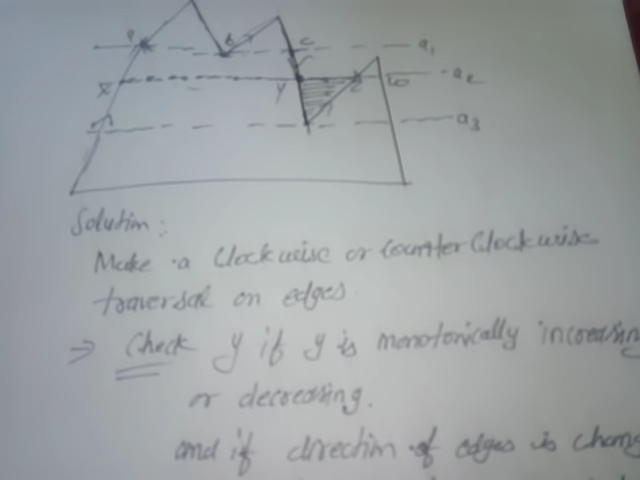 a b c a1
x y z w a2
a3
Solution:
Make a Clockwise or Counter Clockwise
traversal on edges.
⇒ Check y if y is monotonically increasing
or decreasing.
and if direction of edges is chang